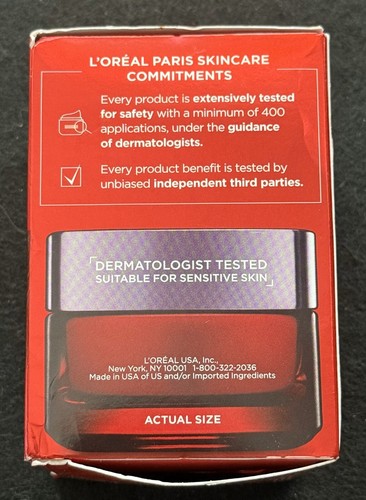 L'ORÉAL PARIS SKINCARE
COMMITMENTS
Every product is extensively tested
for safety with a minimum of 400
applications, under the guidance
of dermatologists.
Every product benefit is tested by
unbiased independent third parties.
DERMATOLOGIST TESTED
SUITABLE FOR SENSITIVE SKIN
L'ORÉAL USA, Inc.,
New York, NY 10001 1-800-322-2036
Made in USA of US and/or Imported Ingredients
ACTUAL SIZE